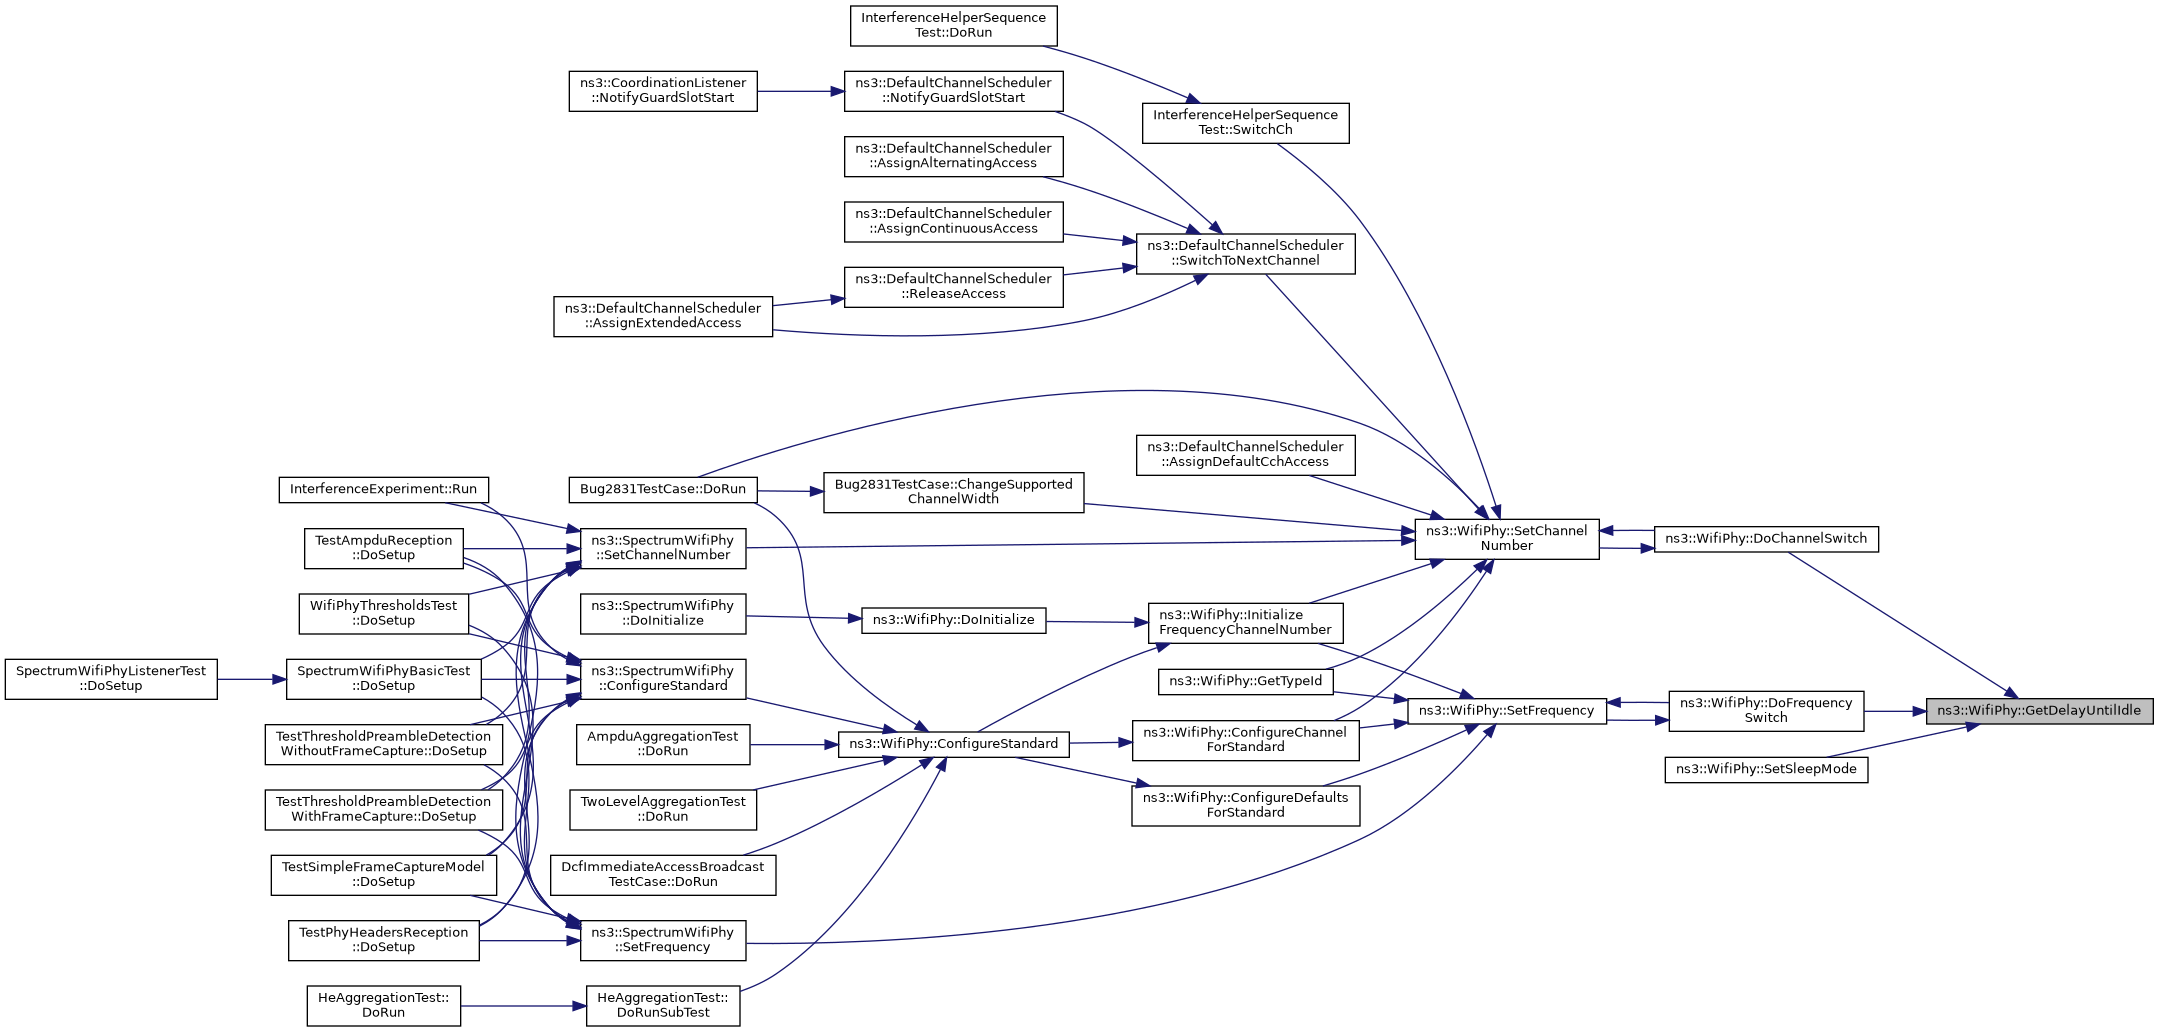 InterferenceHelperSequence
Test::DoRun
ns3::CoordinationListener
::NotifyGuardSlotStart
ns3::DefaultChannelScheduler
::NotifyGuardSlotStart
InterferenceHelperSequence
Test::SwitchCh
ns3::DefaultChannelScheduler
::AssignAlternatingAccess
ns3::DefaultChannelScheduler
::AssignContinuousAccess
ns3::DefaultChannelScheduler
::SwitchToNextChannel
ns3::DefaultChannelScheduler
::ReleaseAccess
ns3::DefaultChannelScheduler
::AssignExtendedAccess
ns3::DefaultChannelScheduler
::AssignDefaultCchAccess
InterferenceExperiment::Run
Bug2831TestCase::DoRun
Bug2831TestCase::ChangeSupported
ChannelWidth
ns3::WifiPhy::SetChannel
Number
ns3::WifiPhy::DoChannelSwitch
TestAmpduReception
::DoSetup
ns3::SpectrumWifiPhy
::SetChannelNumber
WifiPhyThresholdsTest
::DoSetup
ns3::SpectrumWifiPhy
::DoInitialize
ns3::WifiPhy::DoInitialize
ns3::WifiPhy::Initialize
FrequencyChannelNumber
SpectrumWifiPhyListenerTest
::DoSetup
SpectrumWifiPhyBasicTest
::DoSetup
ns3::SpectrumWifiPhy
::ConfigureStandard
ns3::WifiPhy::GetTypeId
ns3::WifiPhy::SetFrequency
ns3::WifiPhy::DoFrequency
Switch
ns3::WifiPhy::GetDelayUntilIdle
TestThresholdPreambleDetection
WithoutFrameCapture::DoSetup
AmpduAggregationTest
::DoRun
ns3::WifiPhy::ConfigureStandard
ns3::WifiPhy::ConfigureChannel
ForStandard
ns3::WifiPhy::SetSleepMode
TestThresholdPreambleDetection
WithFrameCapture::DoSetup
TwoLevelAggregationTest
::DoRun
ns3::WifiPhy::ConfigureDefaults
ForStandard
TestSimpleFrameCaptureModel
::DoSetup
DcfImmediateAccessBroadcast
TestCase::DoRun
TestPhyHeadersReception
::DoSetup
ns3::SpectrumWifiPhy
::SetFrequency
HeAggregationTest::
DoRun
HeAggregationTest::
DoRunSubTest